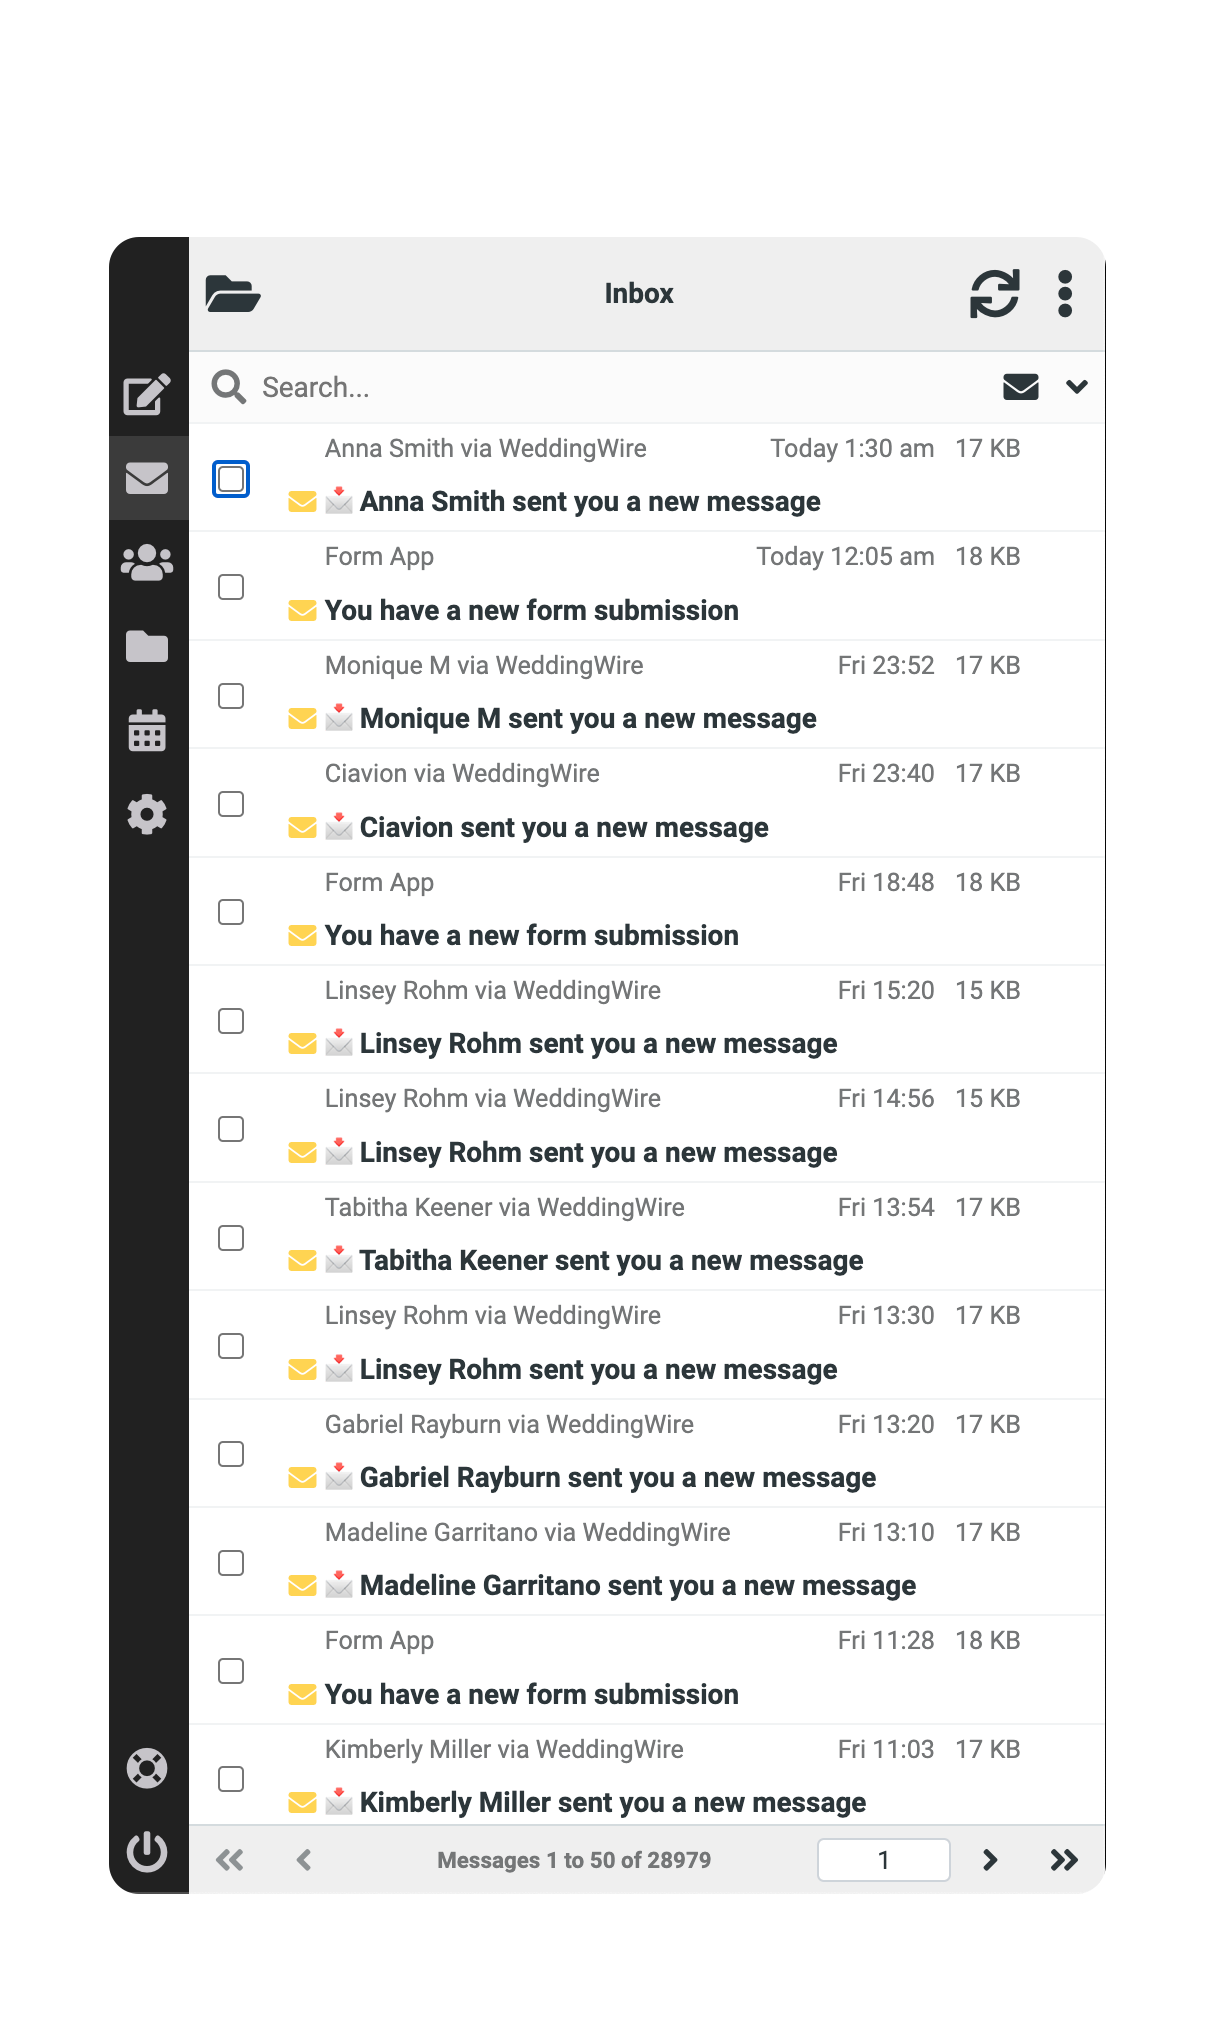 Inbox
Search...
Anna Smith via WeddingWire Today 1:30 am 17 KB
Anna Smith sent you a new message
Form App Today 12:05 am 18 KB
You have a new form submission
Monique M via WeddingWire Fri 23:52 17 KB
Monique M sent you a new message
Ciavion via WeddingWire Fri 23:40 17 KB
Ciavion sent you a new message
Form App Fri 18:48 18 KB
You have a new form submission
Linsey Rohm via WeddingWire Fri 15:20 15 KB
Linsey Rohm sent you a new message
Linsey Rohm via WeddingWire Fri 14:56 15 KB
Linsey Rohm sent you a new message
Tabitha Keener via WeddingWire Fri 13:54 17 KB
Tabitha Keener sent you a new message
Linsey Rohm via WeddingWire Fri 13:30 17 KB
Linsey Rohm sent you a new message
Gabriel Rayburn via WeddingWire Fri 13:20 17 KB
Gabriel Rayburn sent you a new message
Madeline Garritano via WeddingWire Fri 13:10 17 KB
Madeline Garritano sent you a new message
Form App Fri 11:28 18 KB
You have a new form submission
Kimberly Miller via WeddingWire Fri 11:03 17 KB
Kimberly Miller sent you a new message
Messages 1 to 50 of 28979 1